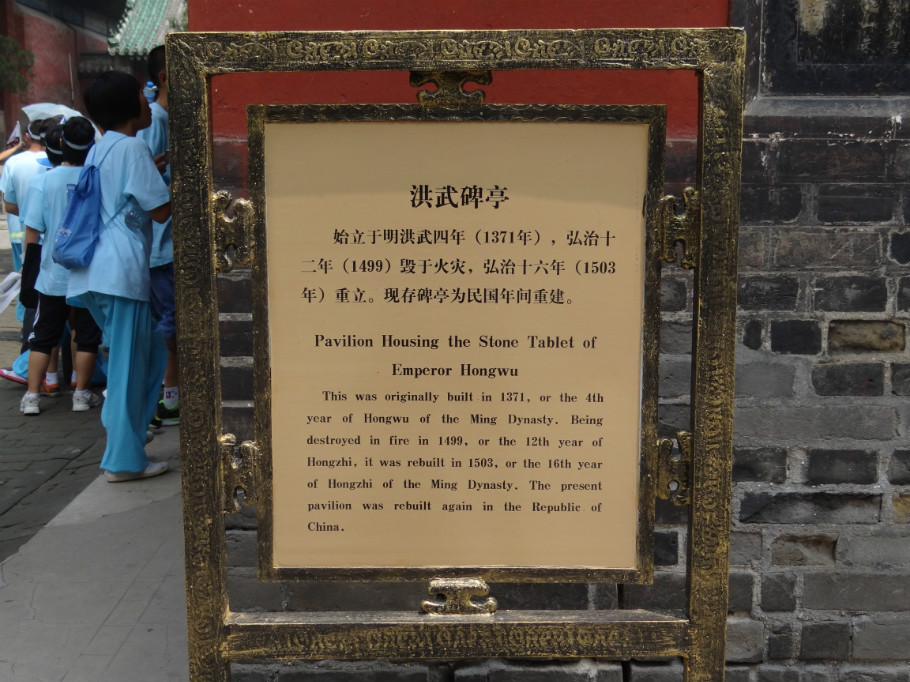 洪武碑亭
始立于明洪武四年（1371年），弘治十
二年（1499）毁于火灾，弘治十六年（1503
年）重立。现存碑亭为民国年间重建。
Pavilion Housing the Stone Tablet of
Emperor Hongwu
This was originally built in 1371, or the 4th
year of Hongwu of the Ming Dynasty. Being
destroyed in fire in 1499, or the 12th year of
Hongzhi, it was rebuilt in 1503, or the 16th year
of Hongzhi of the Ming Dynasty. The present
pavilion was rebuilt again in the Republic of
China.